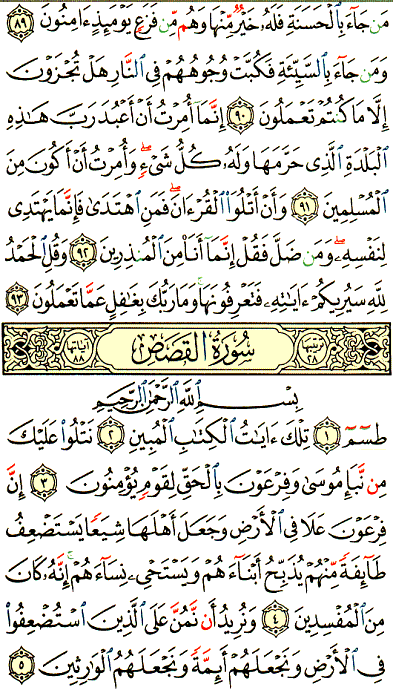 مَن جَآءَ بِٱلْحَسَنَةِ فَلَهُۥ خَيْرٌ مِّنْهَا وَهُم مِّن فَزَعٍ يَوْمَئِذٍ ءَامِنُونَ ٨٩
وَمَن جَآءَ بِٱلسَّيِّئَةِ فَكُبَّتْ وُجُوهُهُمْ فِى ٱلنَّارِ هَلْ تُجْزَوْنَ
إِلَّا مَا كُنتُمْ تَعْمَلُونَ ٩٠ إِنَّمَآ أُمِرْتُ أَنْ أَعْبُدَ رَبَّ هَٰذِهِ
ٱلْبَلْدَةِ ٱلَّذِى حَرَّمَهَا وَلَهُۥ كُلُّ شَىْءٍ ۖ وَأُمِرْتُ أَنْ أَكُونَ مِنَ
ٱلْمُسْلِمِينَ ٩١ وَأَنْ أَتْلُوَا۟ ٱلْقُرْءَانَ ۖ فَمَنِ ٱهْتَدَىٰ فَإِنَّمَا يَهْتَدِى
لِنَفْسِهِۦ ۖ وَمَن ضَلَّ فَقُلْ إِنَّمَآ أَنَا۠ مِنَ ٱلْمُنذِرِينَ ٩٢ وَقُلِ ٱلْحَمْدُ
لِلَّهِ سَيُرِيكُمْ ءَايَٰتِهِۦ فَتَعْرِفُونَهَا ۚ وَمَا رَبُّكَ بِغَٰفِلٍ عَمَّا تَعْمَلُونَ ٩٣
ترتيبها ٢٨ سُورَةُ ٱلْقَصَصِ آياتها ٨٨
بِسْمِ ٱللَّهِ ٱلرَّحْمَٰنِ ٱلرَّحِيمِ
طسٓمٓ ١ تِلْكَ ءَايَٰتُ ٱلْكِتَٰبِ ٱلْمُبِينِ ٢ نَتْلُوا۟ عَلَيْكَ
مِن نَّبَإِ مُوسَىٰ وَفِرْعَوْنَ بِٱلْحَقِّ لِقَوْمٍ يُؤْمِنُونَ ٣ إِنَّ
فِرْعَوْنَ عَلَا فِى ٱلْأَرْضِ وَجَعَلَ أَهْلَهَا شِيَعًا يَسْتَضْعِفُ
طَآئِفَةً مِّنْهُمْ يُذَبِّحُ أَبْنَآءَهُمْ وَيَسْتَحْىِۦ نِسَآءَهُمْ ۚ إِنَّهُۥ كَانَ
مِنَ ٱلْمُفْسِدِينَ ٤ وَنُرِيدُ أَن نَّمُنَّ عَلَى ٱلَّذِينَ ٱسْتُضْعِفُوا۟
فِى ٱلْأَرْضِ وَنَجْعَلَهُمْ أَئِمَّةً وَنَجْعَلَهُمُ ٱلْوَٰرِثِينَ ٥